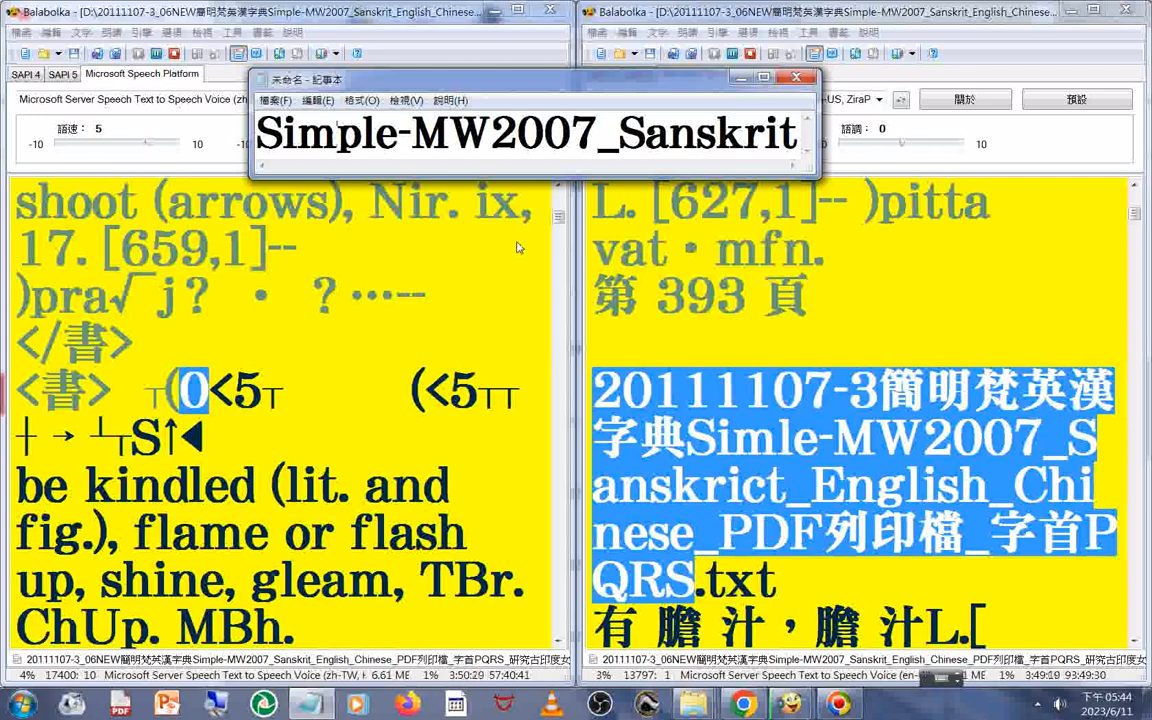 Balabolka - [D:\20111107-3_06NEW簡明梵英漢字典Simple-MW2007_Sanskrit_English_Chinese...
Balabolka - [D:\20111107-3_06NEW簡明梵英漢字典Simple-MW2007_Sanskrit_English_Chinese_PDF...
SAPI 4 SAPI 5 Microsoft Speech Platform
未命名 - 記事本
檔案(F) 編輯(E) 格式(O) 檢視(V) 說明(H)
Simple-MW2007_Sanskrit
Microsoft Server Speech Text to Speech Voice (zh-
-US, ZiraP
關於
預設
語速: 5
-10
10
語調: 0
10
shoot (arrows), Nir. ix,
17. [659,1]--
)pra√￣j？ • ？…--
</書>
<書> ┬(0<5┬ (<5┬┬
┼→┴┬S↑◀
be kindled (lit. and
fig.), flame or flash
up, shine, gleam, TBr.
ChUp. MBh.
L. [627,1]-- )pitta
vat • mfn.
第 393 頁
20111107-3簡明梵英漢
字典Simle-MW2007_S
anskrict_English_Chi
nese_PDF列印檔_字首P
QRS.txt
有 膽 汁，膽 汁L.[
20111107-3_06NEW簡明梵英漢字典Simple-MW2007_Sanskrit_English_Chinese_PDF列印檔_字首PQRS_研究古印度女
20111107-3_06NEW簡明梵英漢字典Simple-MW2007_Sanskrit_English_Chinese_PDF列印檔_字首PQRS_研究古印度女
4% 17400: 10 Microsoft Server Speech Text to Speech Voice (zh-TW, H 6.61 ME 1% 3:50:29 57:40:41
3% 13797: 1 Microsoft Server Speech Text to Speech Voice 1% 3:49:19 93:49:30
下午 05:44
2023/6/11